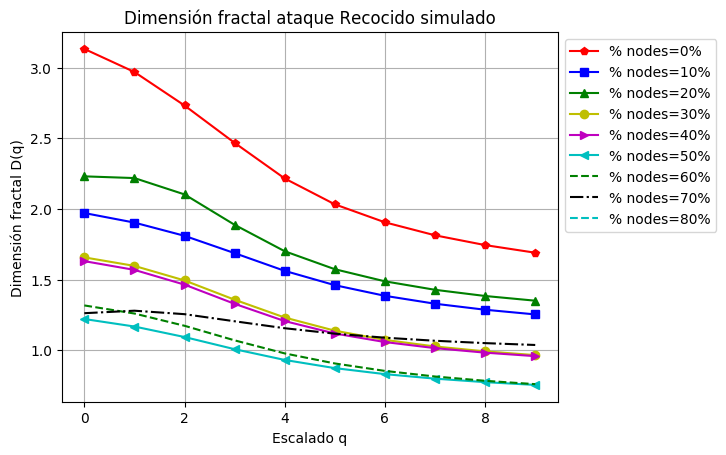 Dimensión fractal ataque Recocido simulado
Dimensión fractal D(q)
3.0
2.5
2.0
1.5
1.0
0
2
4
6
8
Escalado q
% nodes=0%
% nodes=10%
% nodes=20%
% nodes=30%
% nodes=40%
% nodes=50%
% nodes=60%
% nodes=70%
% nodes=80%